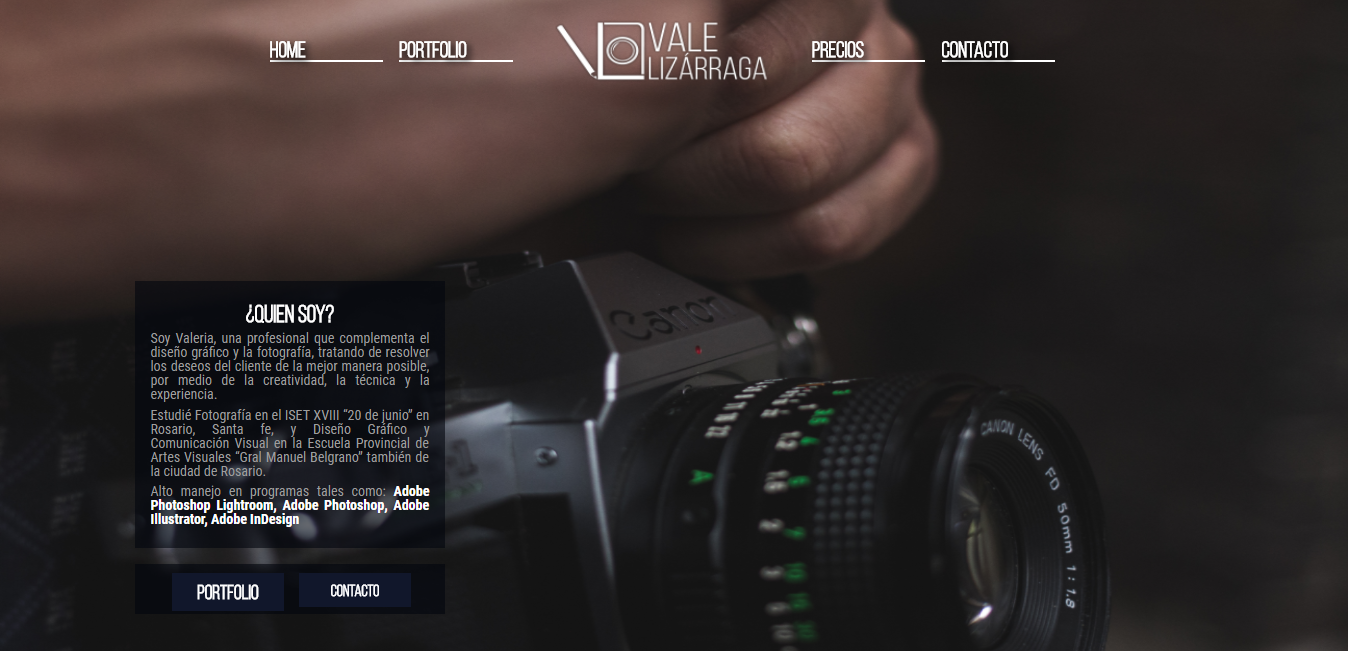 HOME PORTFOLIO VALE LIZÁRRAGA PRECIOS CONTACTO
Canon
¿QUIEN SOY?
Soy Valeria, una profesional que complementa el
diseño gráfico y la fotografía, tratando de resolver
los deseos del cliente de la mejor manera posible,
por medio de la creatividad, la técnica y la
experiencia.
Estudié Fotografía en el ISET XVIII “20 de junio” en
Rosario, Santa fe, y Diseño Gráfico y
Comunicación Visual en la Escuela Provincial de
Artes Visuales “Gral Manuel Belgrano” también de
la ciudad de Rosario.
Alto manejo en programas tales como: Adobe
Photoshop Lightroom, Adobe Photoshop, Adobe
Illustrator, Adobe InDesign
PORTFOLIO CONTACTO
CANON LENS FD 50mm 1:1.8
A